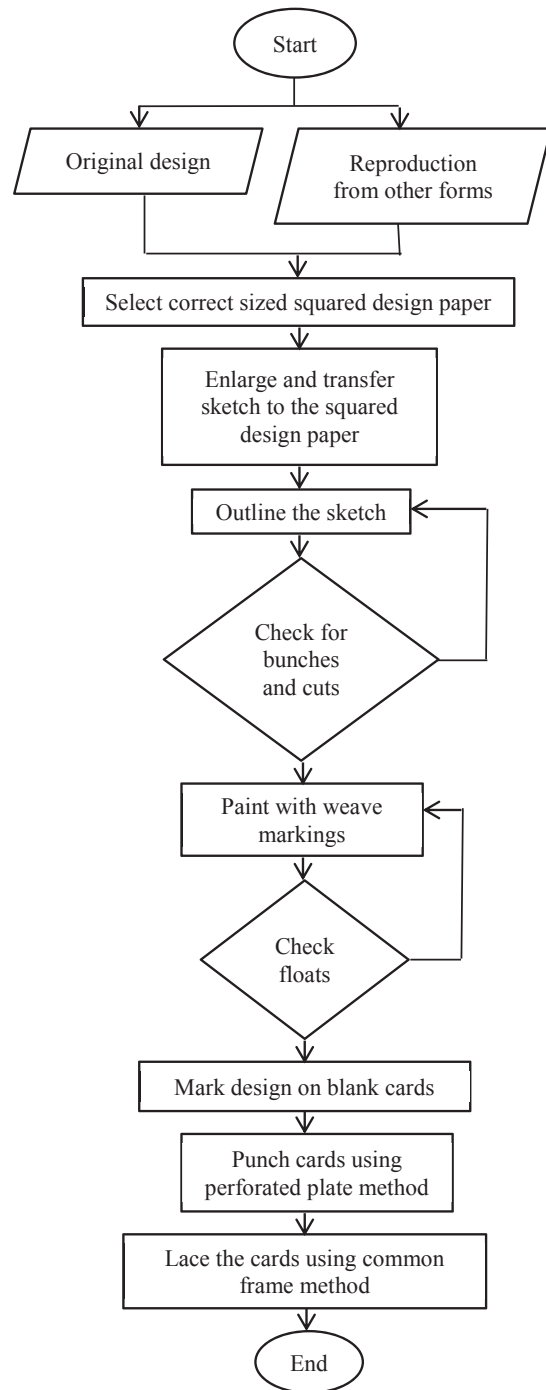 Start
Original design
Reproduction
from other forms
Select correct sized squared design paper
Enlarge and transfer
sketch to the squared
design paper
Outline the sketch
Check for
bunches
and cuts
Paint with weave
markings
Check
floats
Mark design on blank cards
Punch cards using
perforated plate method
Lace the cards using common
frame method
End